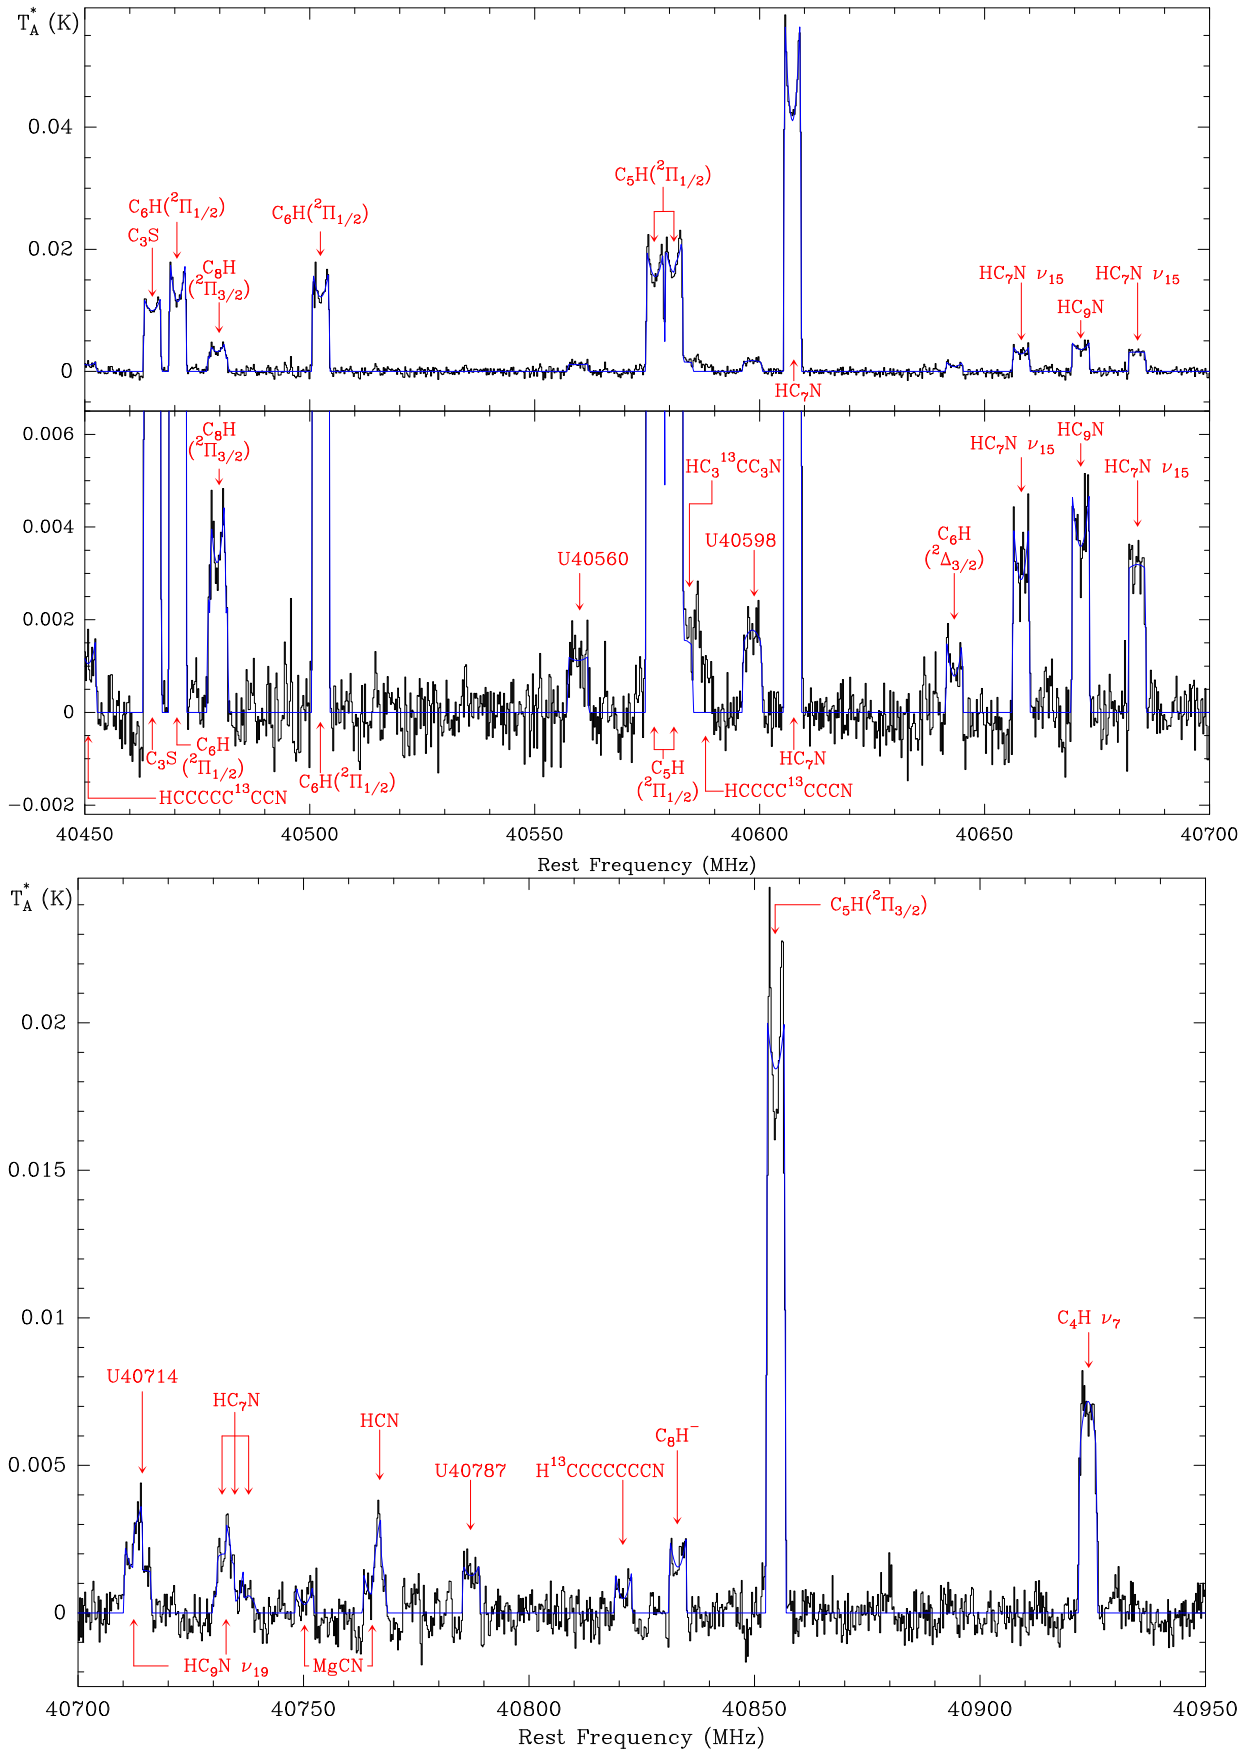 T_A^* (K)
C₅H(²Π₁/₂)
C₆H(²Π₁/₂)
C₆H(²Π₁/₂)
C₃S
C₈H
(²Π₃/₂)
HC₇N ν₁₅
HC₇N ν₁₅
HC₉N
HC₇N
0.04
0.02
0
C₈H
(²Π₃/₂)
HC₃¹³CC₃N
HC₇N ν₁₅
HC₉N
HC₇N ν₁₅
U40560
U40598
C₆H
(²Δ₃/₂)
C₃S
C₆H
(²Π₁/₂)
C₆H(²Π₁/₂)
C₅H
(²Π₁/₂)
HC₇N
HCCCCC¹³CCN
HCCCC¹³CCCN
0.006
0.004
0.002
0
−0.002
40450
40500
40550
40600
40650
40700
Rest Frequency (MHz)
T_A^* (K)
C₅H(²Π₃/₂)
C₄H ν₇
U40714
HC₇N
HCN
U40787
H¹³CCCCCCCN
C₈H⁻
HC₉N ν₁₉
MgCN
0.02
0.015
0.01
0.005
0
40700
40750
40800
40850
40900
40950
Rest Frequency (MHz)